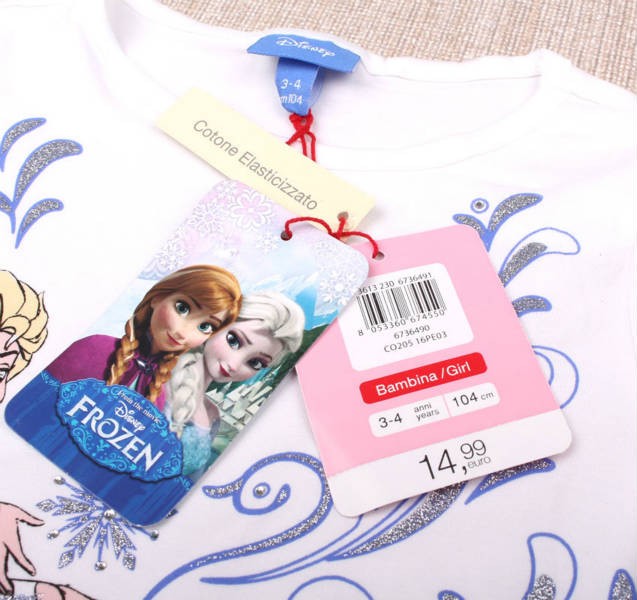 Disney
3-4
m104
Cotone Elasticizzato
3613 230 6736491
8 053360 674550
6736490
CO205 16PE03
Bambina/Girl
3-4 anni years 104 cm
14,99 euro
Disney
FROZEN